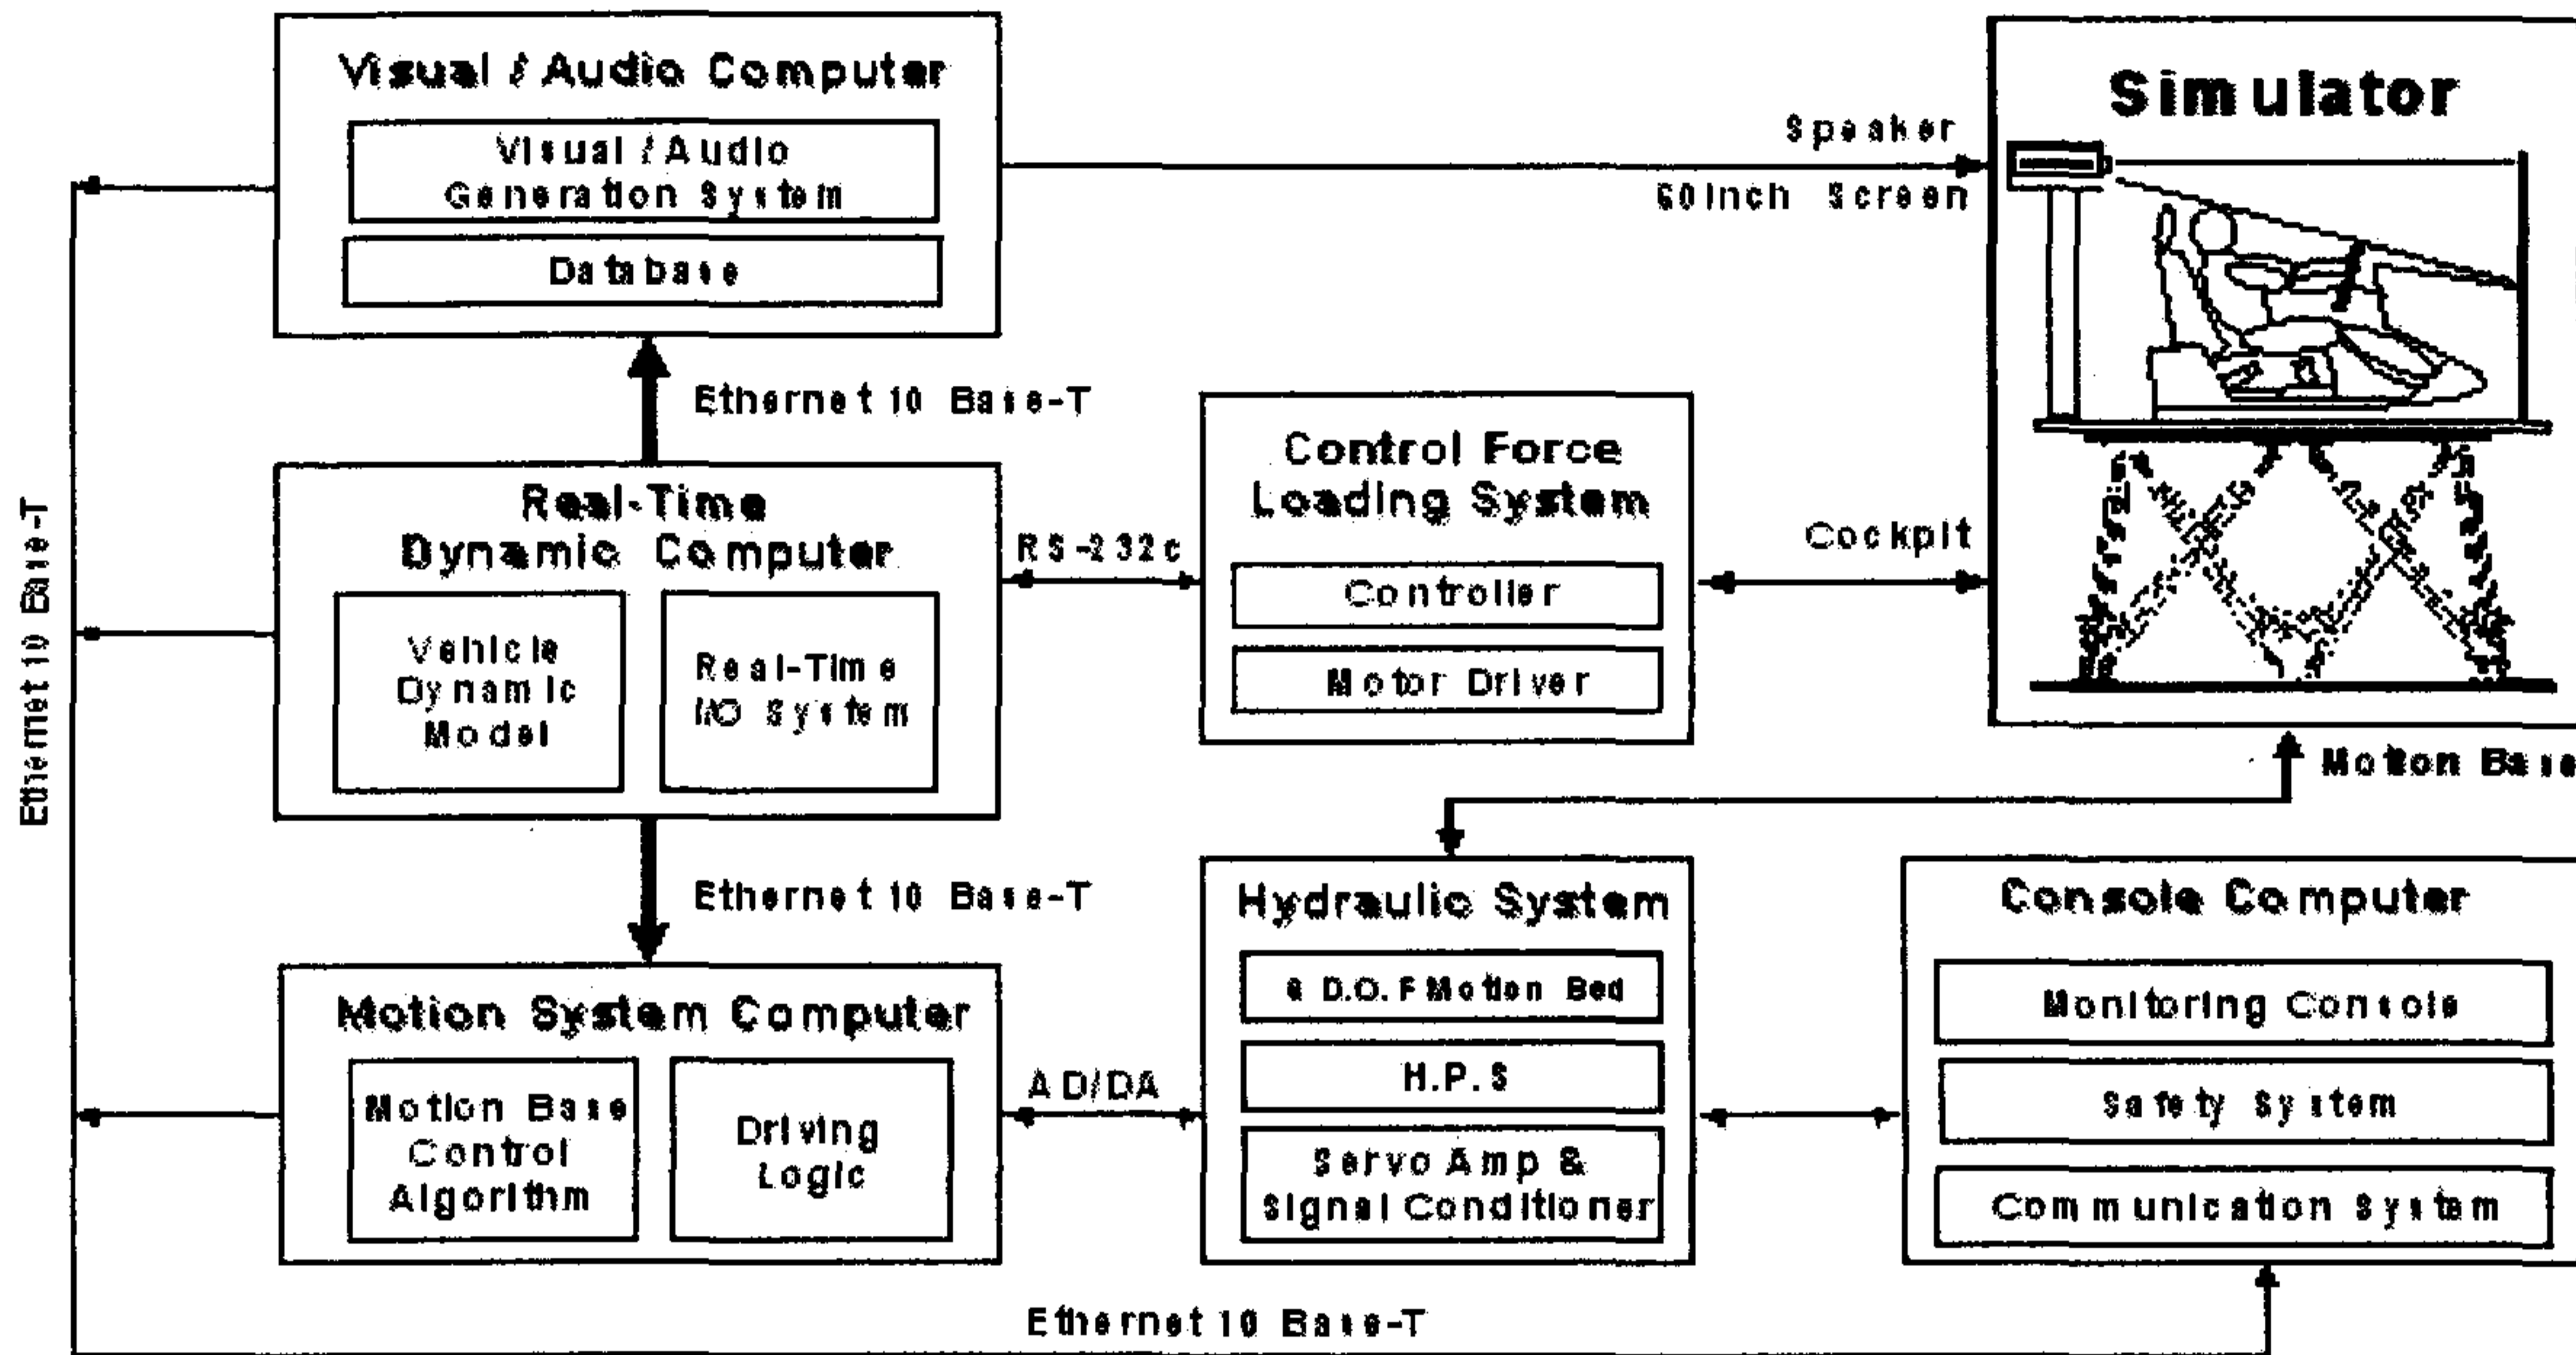 Visual / Audio Computer
Visual / Audio
Generation System
Database
Speaker
60Inch Screen
Simulator
Ethernet 10 Base-T
Ethernet 10 Base-T
Real-Time
Dynamic Computer
Vehicle
Dynamic
Model
Real-Time
I/O System
RS-232c
Control Force
Loading System
Controller
Motor Driver
Cockpit
Motion Base
Ethernet 10 Base-T
Motion System Computer
Motion Base
Control
Algorithm
Driving
Logic
AD/DA
Hydraulic System
D.O.F Motion Bed
H.P.S
Servo Amp &
Signal Conditioner
Console Computer
Monitoring Console
Safety System
Communication System
Ethernet 10 Base-T